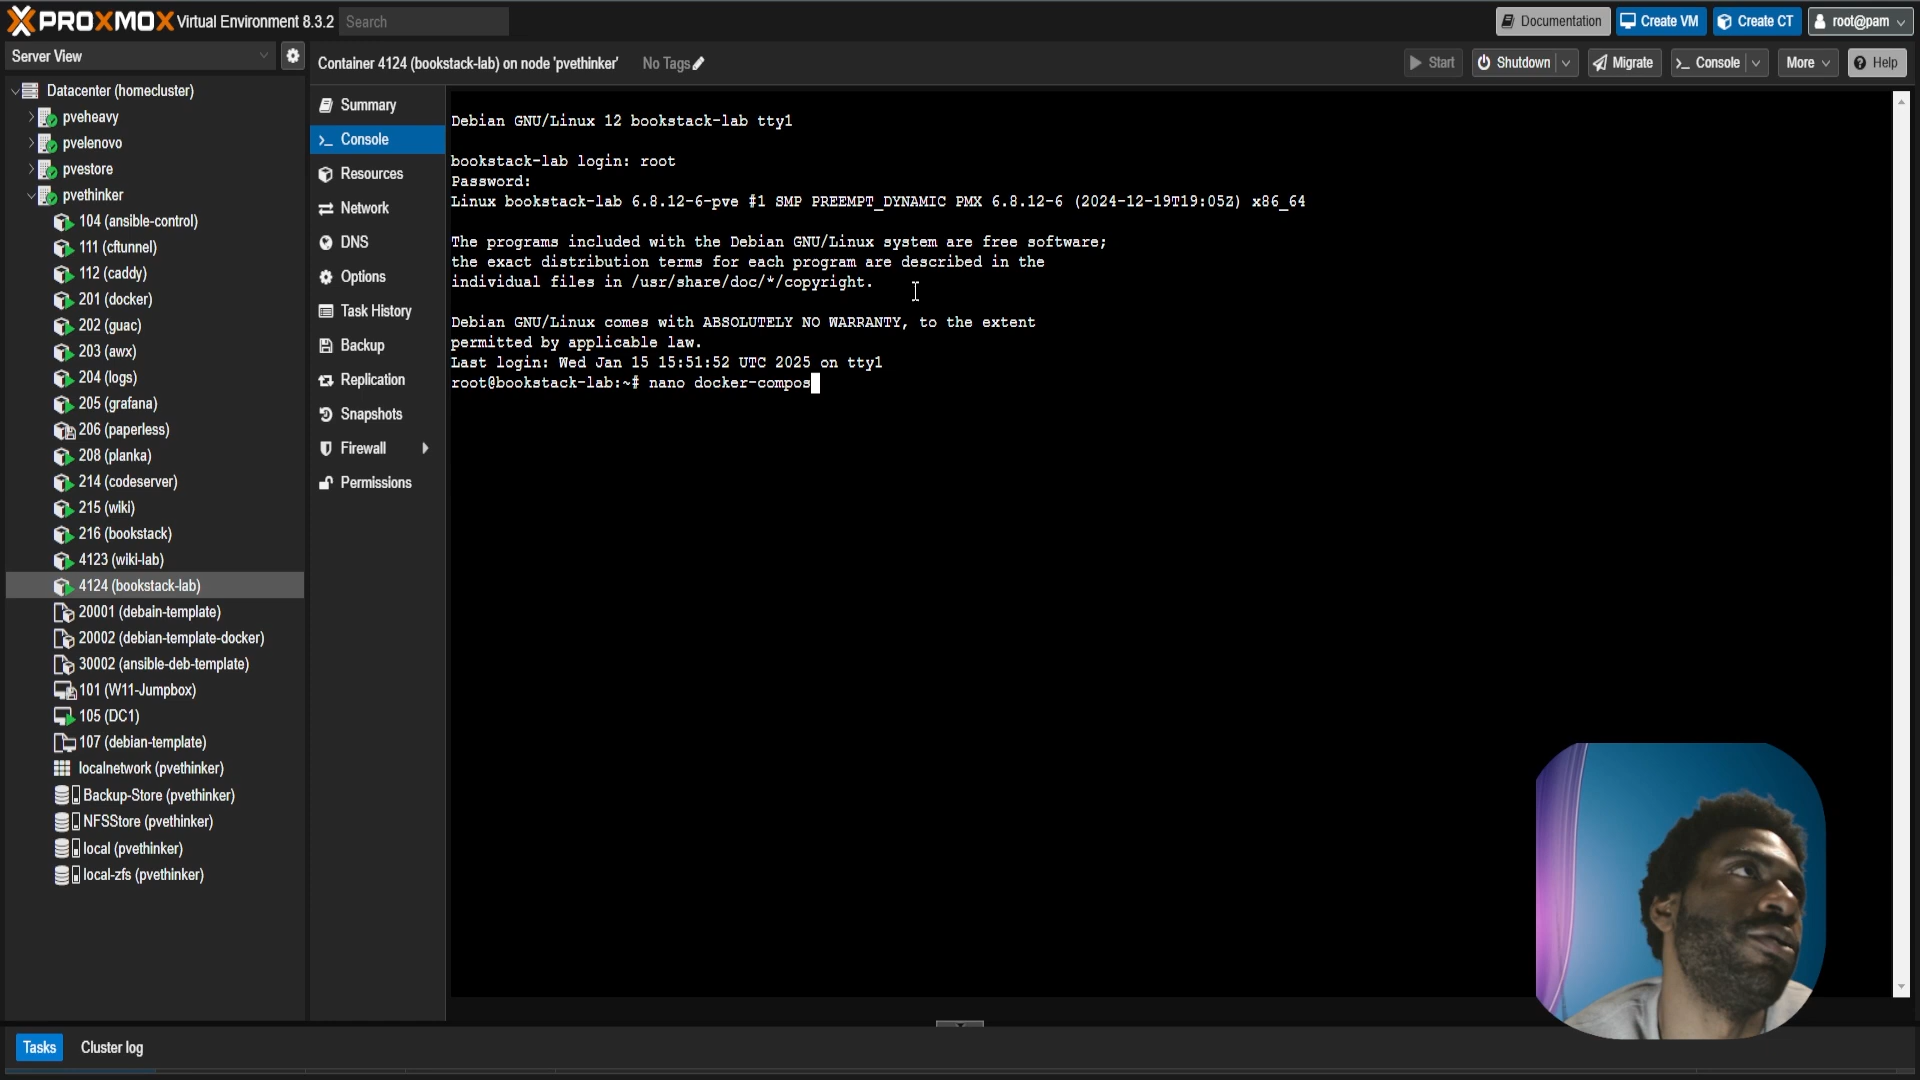 PROXMOX Virtual Environment 8.3.2 Search
Documentation Create VM Create CT root@pam
Server View
Container 4124 (bookstack-lab) on node 'pvethinker' No Tags
Start Shutdown Migrate Console More Help
Datacenter (homecluster)
pveheavy
pvelenovo
pvestore
pvethinker
104 (ansible-control)
111 (cftunnel)
112 (caddy)
201 (docker)
202 (guac)
203 (awx)
204 (logs)
205 (grafana)
206 (paperless)
208 (planka)
214 (codeserver)
215 (wiki)
216 (bookstack)
4123 (wiki-lab)
4124 (bookstack-lab)
20001 (debain-template)
20002 (debian-template-docker)
30002 (ansible-deb-template)
101 (W11-Jumpbox)
105 (DC1)
107 (debian-template)
localnetwork (pvethinker)
Backup-Store (pvethinker)
NFSStore (pvethinker)
local (pvethinker)
local-zfs (pvethinker)
Summary
Console
Resources
Network
DNS
Options
Task History
Backup
Replication
Snapshots
Firewall
Permissions
Debian GNU/Linux 12 bookstack-lab tty1
bookstack-lab login: root
Password:
Linux bookstack-lab 6.8.12-6-pve #1 SMP PREEMPT_DYNAMIC PMX 6.8.12-6 (2024-12-19T19:05Z) x86_64
The programs included with the Debian GNU/Linux system are free software;
the exact distribution terms for each program are described in the
individual files in /usr/share/doc/*/copyright.
Debian GNU/Linux comes with ABSOLUTELY NO WARRANTY, to the extent
permitted by applicable law.
Last login: Wed Jan 15 15:51:52 UTC 2025 on tty1
root@bookstack-lab:~# nano docker-compos
Tasks Cluster log